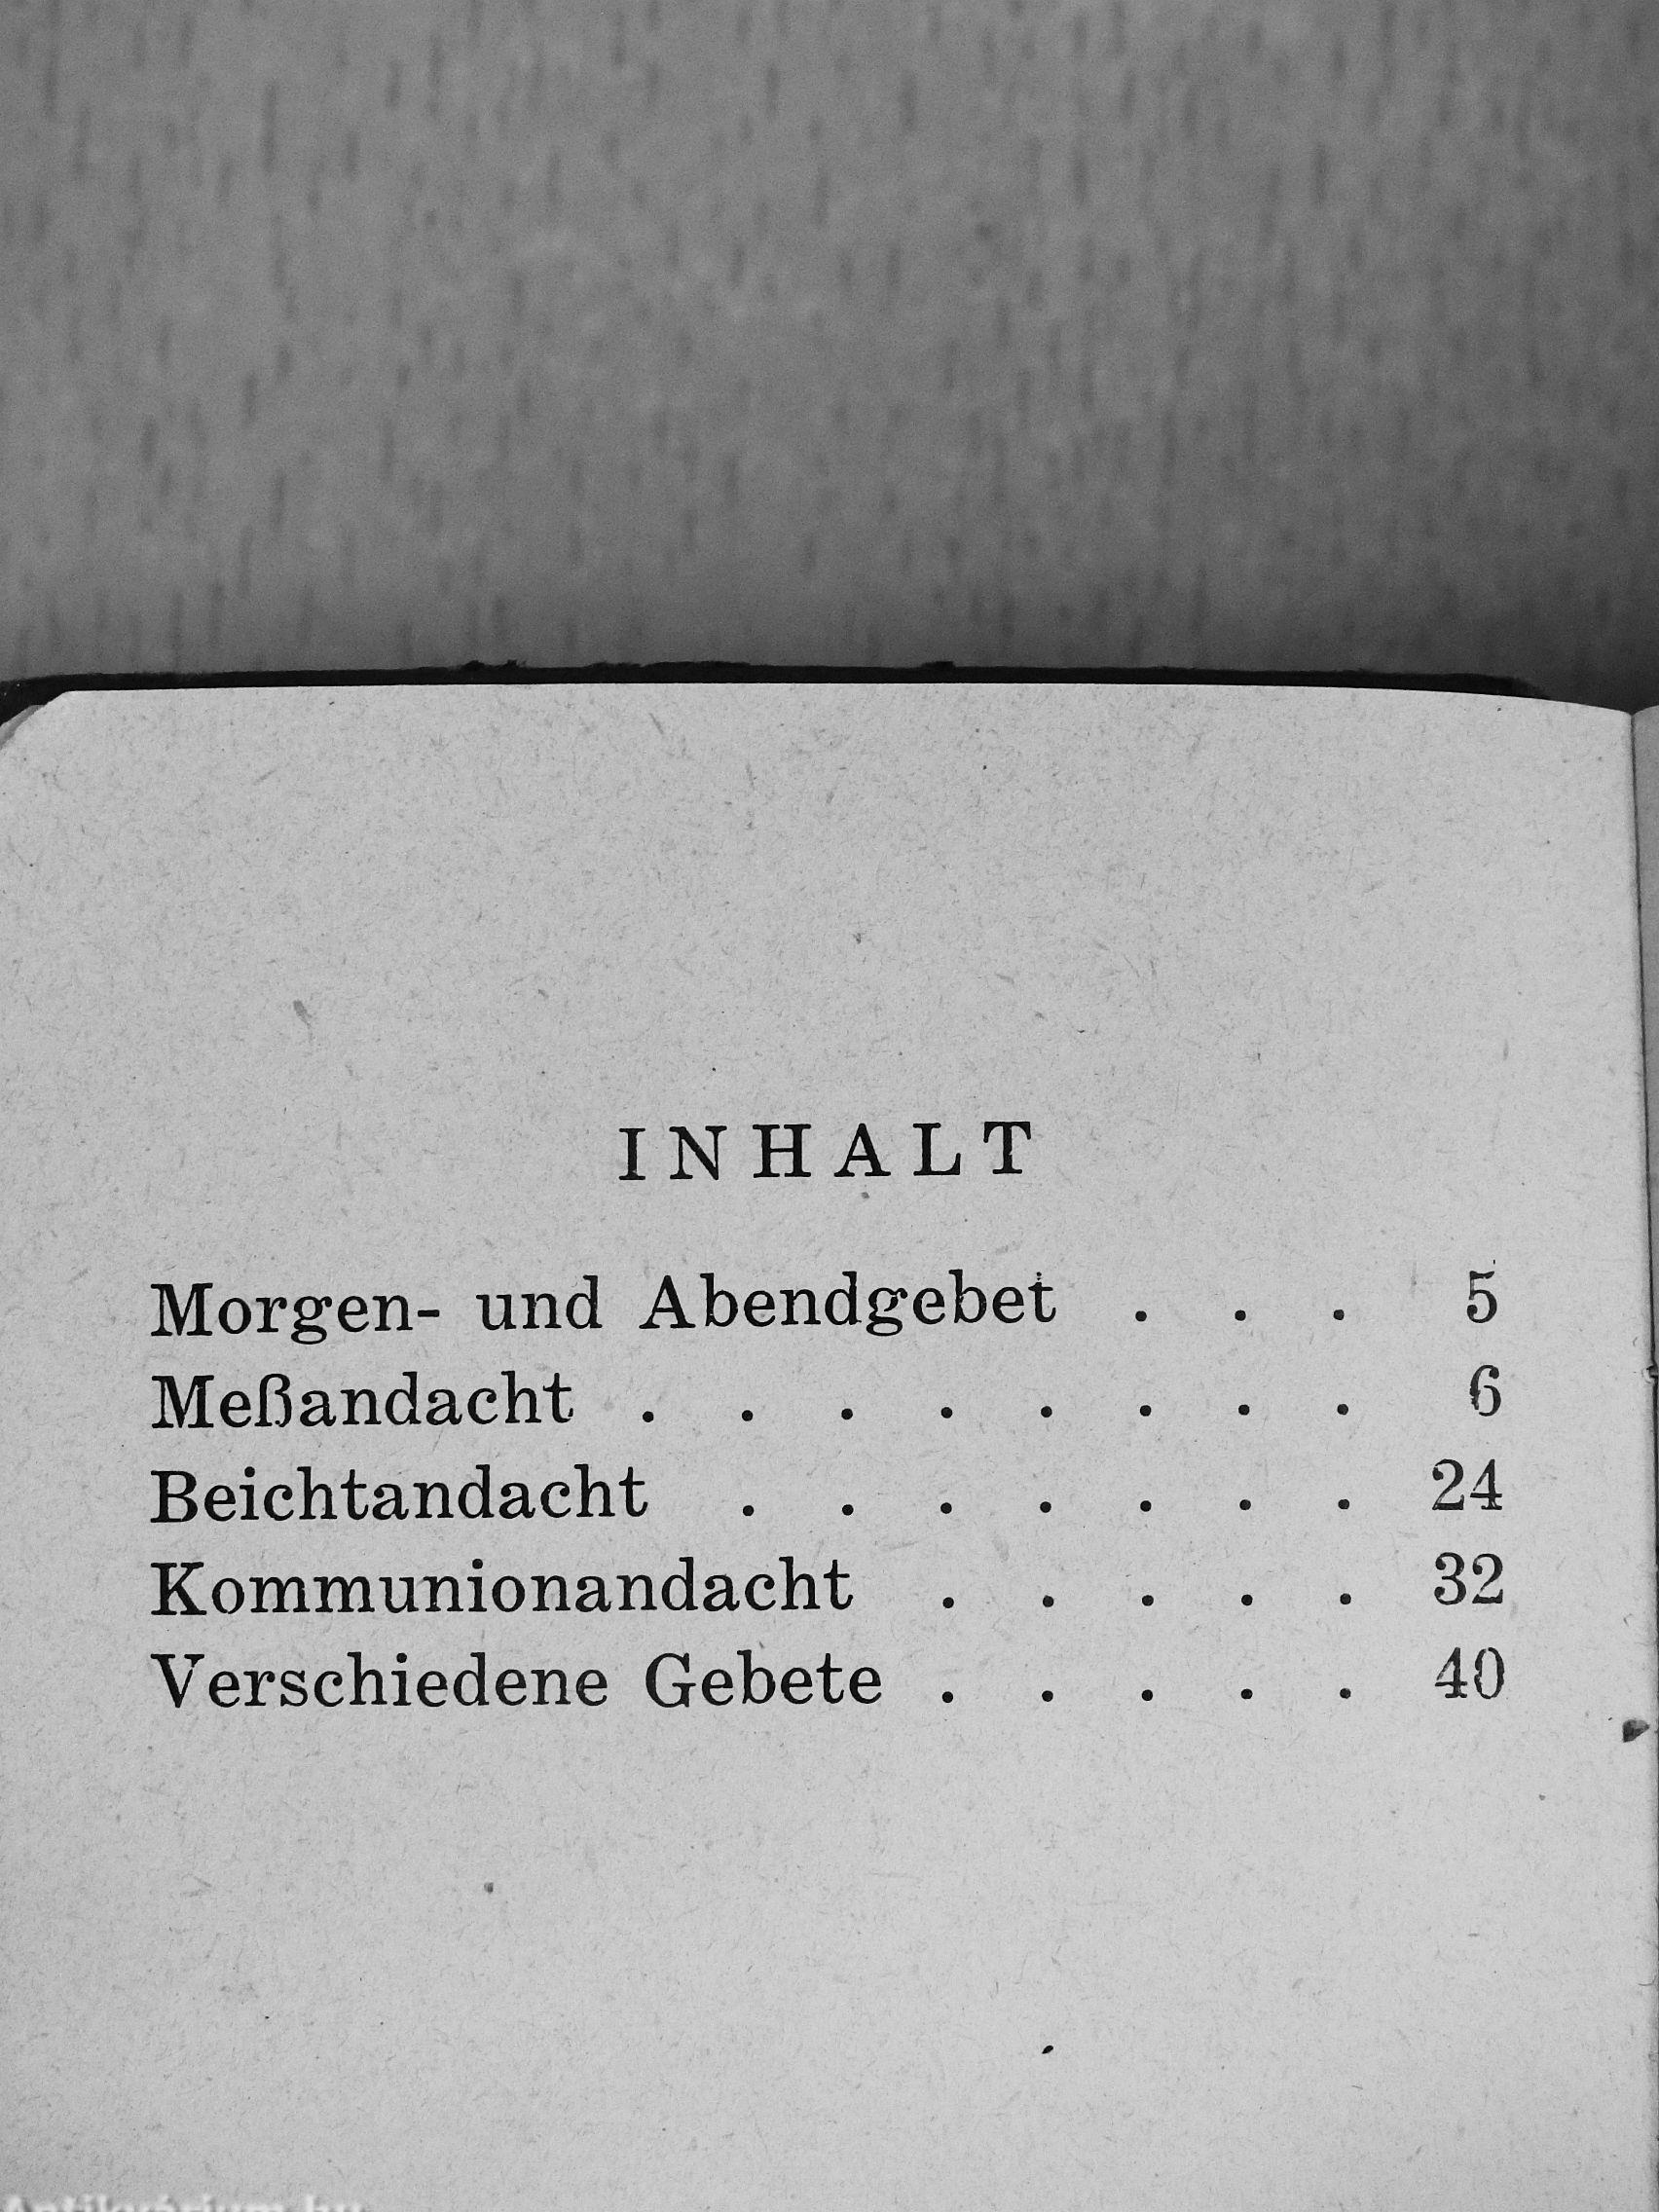 INHALT
Morgen- und Abendgebet . . . 5
Meßandacht . . . . . . . . 6
Beichtandacht . . . . . . . 24
Kommunionandacht . . . . . 32
Verschiedene Gebete . . . . . 40